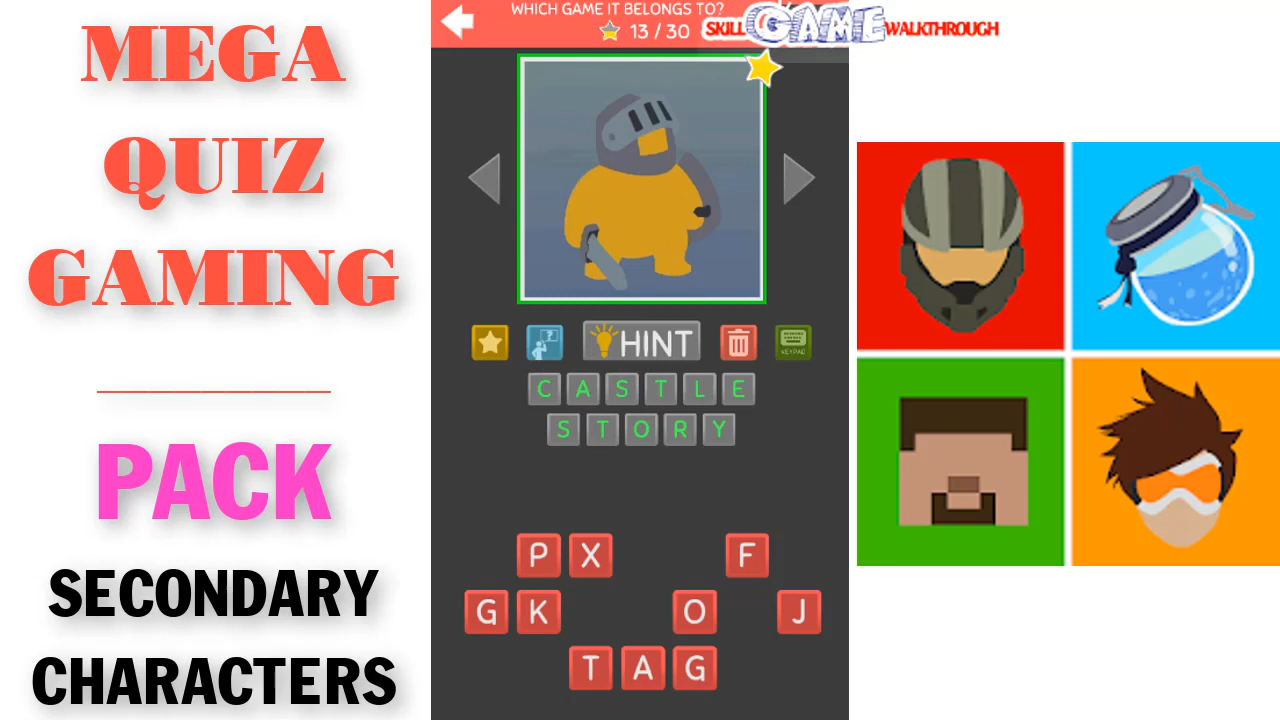 MEGA
QUIZ
GAMING
PACK
SECONDARY
CHARACTERS
WHICH GAME IT BELONGS TO?
13 / 30
SKILL GAME WALKTHROUGH
HINT
KEYPAD
CASTLE
STORY
P X F
G K O J
T A G